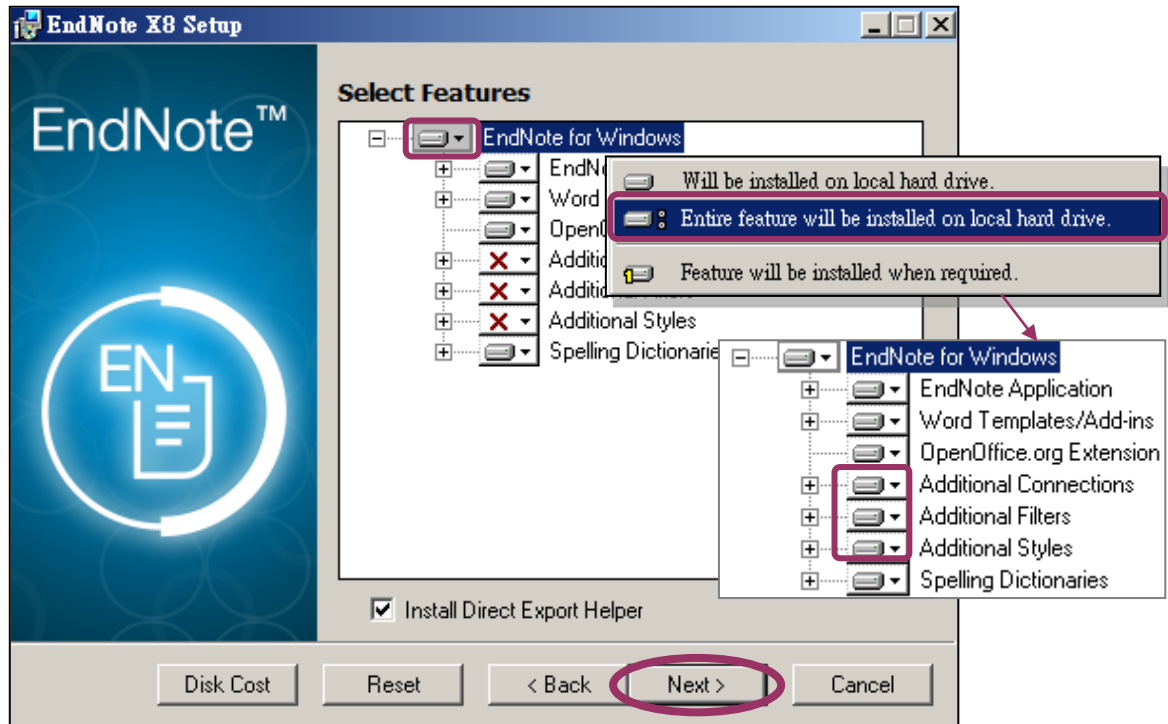 EndNote X8 Setup
EndNote™
EN
Select Features
EndNote for Windows
EndN
Word
Open
Additio
Additio
Additional Styles
Spelling Dictionarie
Will be installed on local hard drive.
Entire feature will be installed on local hard drive.
Feature will be installed when required.
EndNote for Windows
EndNote Application
Word Templates/Add-ins
OpenOffice.org Extension
Additional Connections
Additional Filters
Additional Styles
Spelling Dictionaries
Install Direct Export Helper
Disk Cost
Reset
< Back
Next >
Cancel